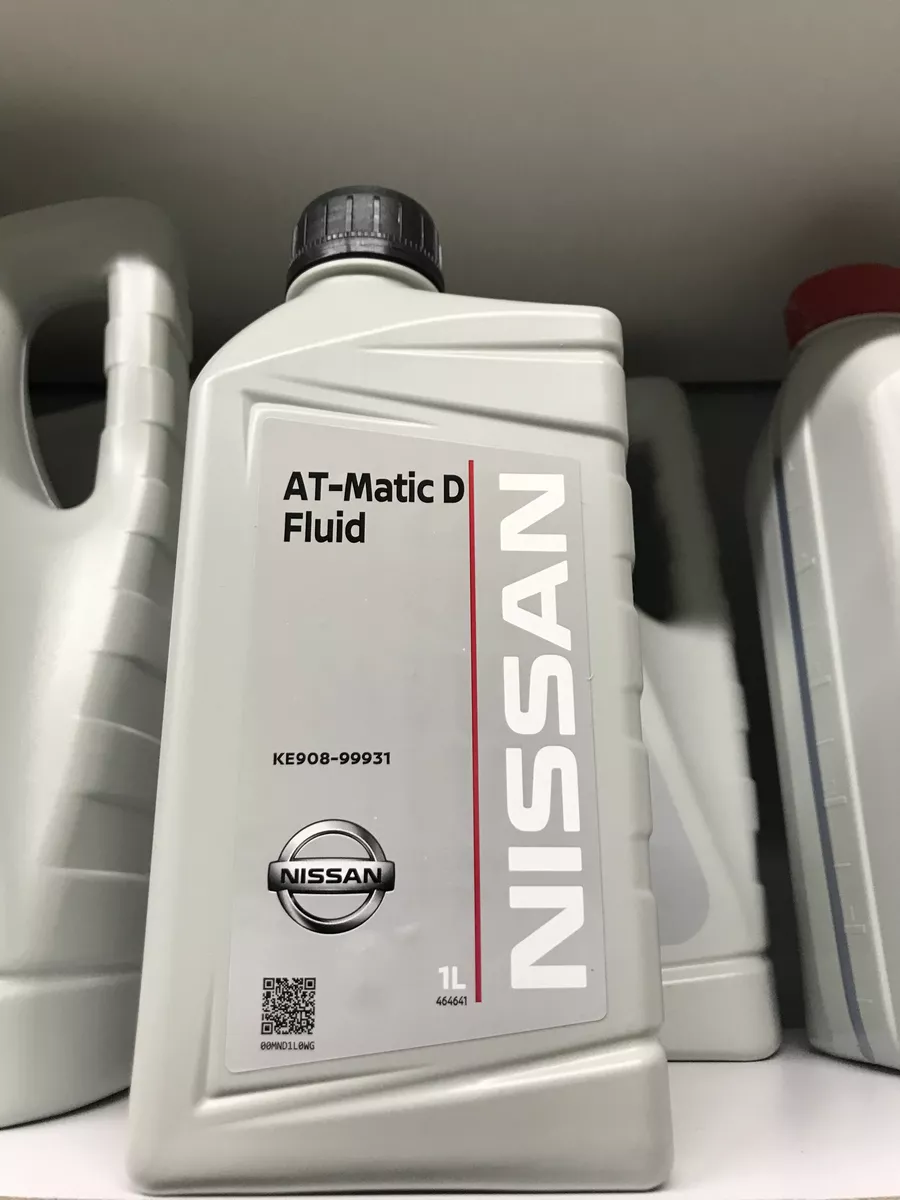 AT-Matic D
Fluid
NISSAN
KE908-99931
NISSAN
1L
464641
00MND1L0WG